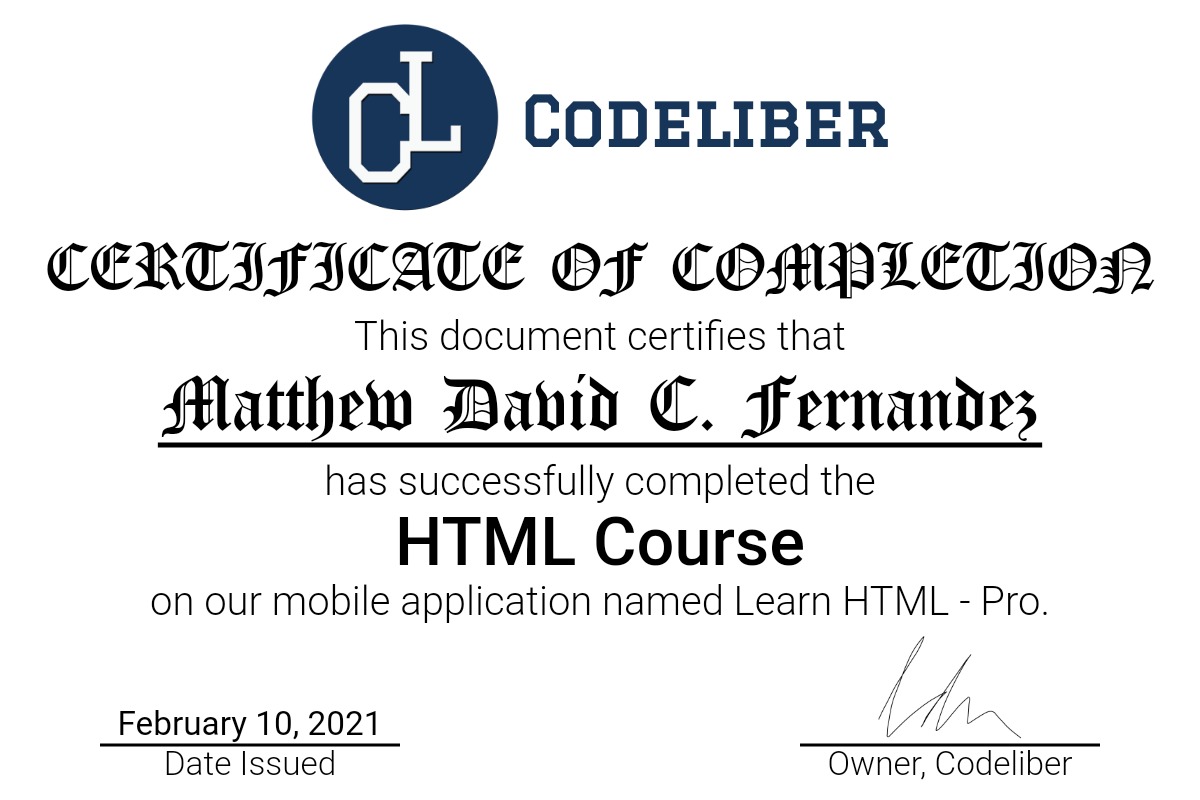 CL CODELIBER
CERTIFICATE OF COMPLETION
This document certifies that
Matthew David C. Fernandez
has successfully completed the
HTML Course
on our mobile application named Learn HTML - Pro.
February 10, 2021
Date Issued
Owner, Codeliber